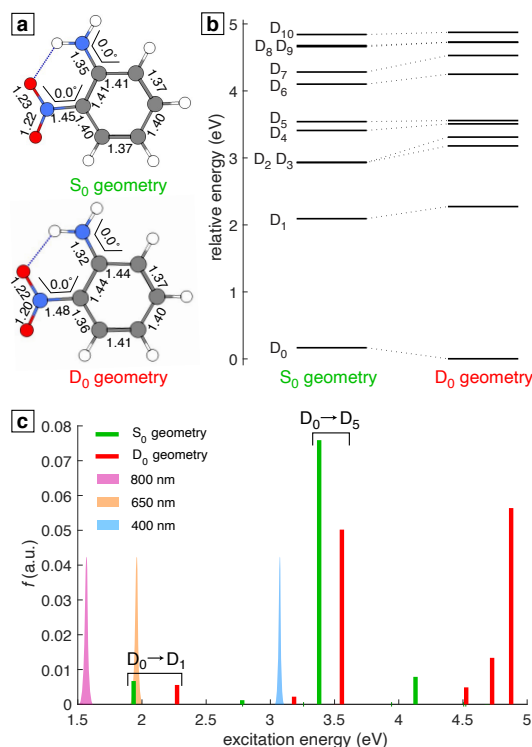 a
0.0°
1.35
1.41
1.37
1.23
0.0°
1.41
1.22
1.45
1.40
1.40
1.37
S₀ geometry
0.0°
1.32
1.44
1.37
1.22
0.0°
1.44
1.20
1.48
1.36
1.40
1.41
D₀ geometry
b
relative energy (eV)
5
4
3
2
1
0
D₁₀
D₈ D₉
D₇
D₆
D₅
D₄
D₂ D₃
D₁
D₀
S₀ geometry
D₀ geometry
c
f (a.u.)
0.08
0.07
0.06
0.05
0.04
0.03
0.02
0.01
0
S₀ geometry
D₀ geometry
800 nm
650 nm
400 nm
D₀→D₅
D₀→D₁
1.5 2 2.5 3 3.5 4 4.5 5
excitation energy (eV)